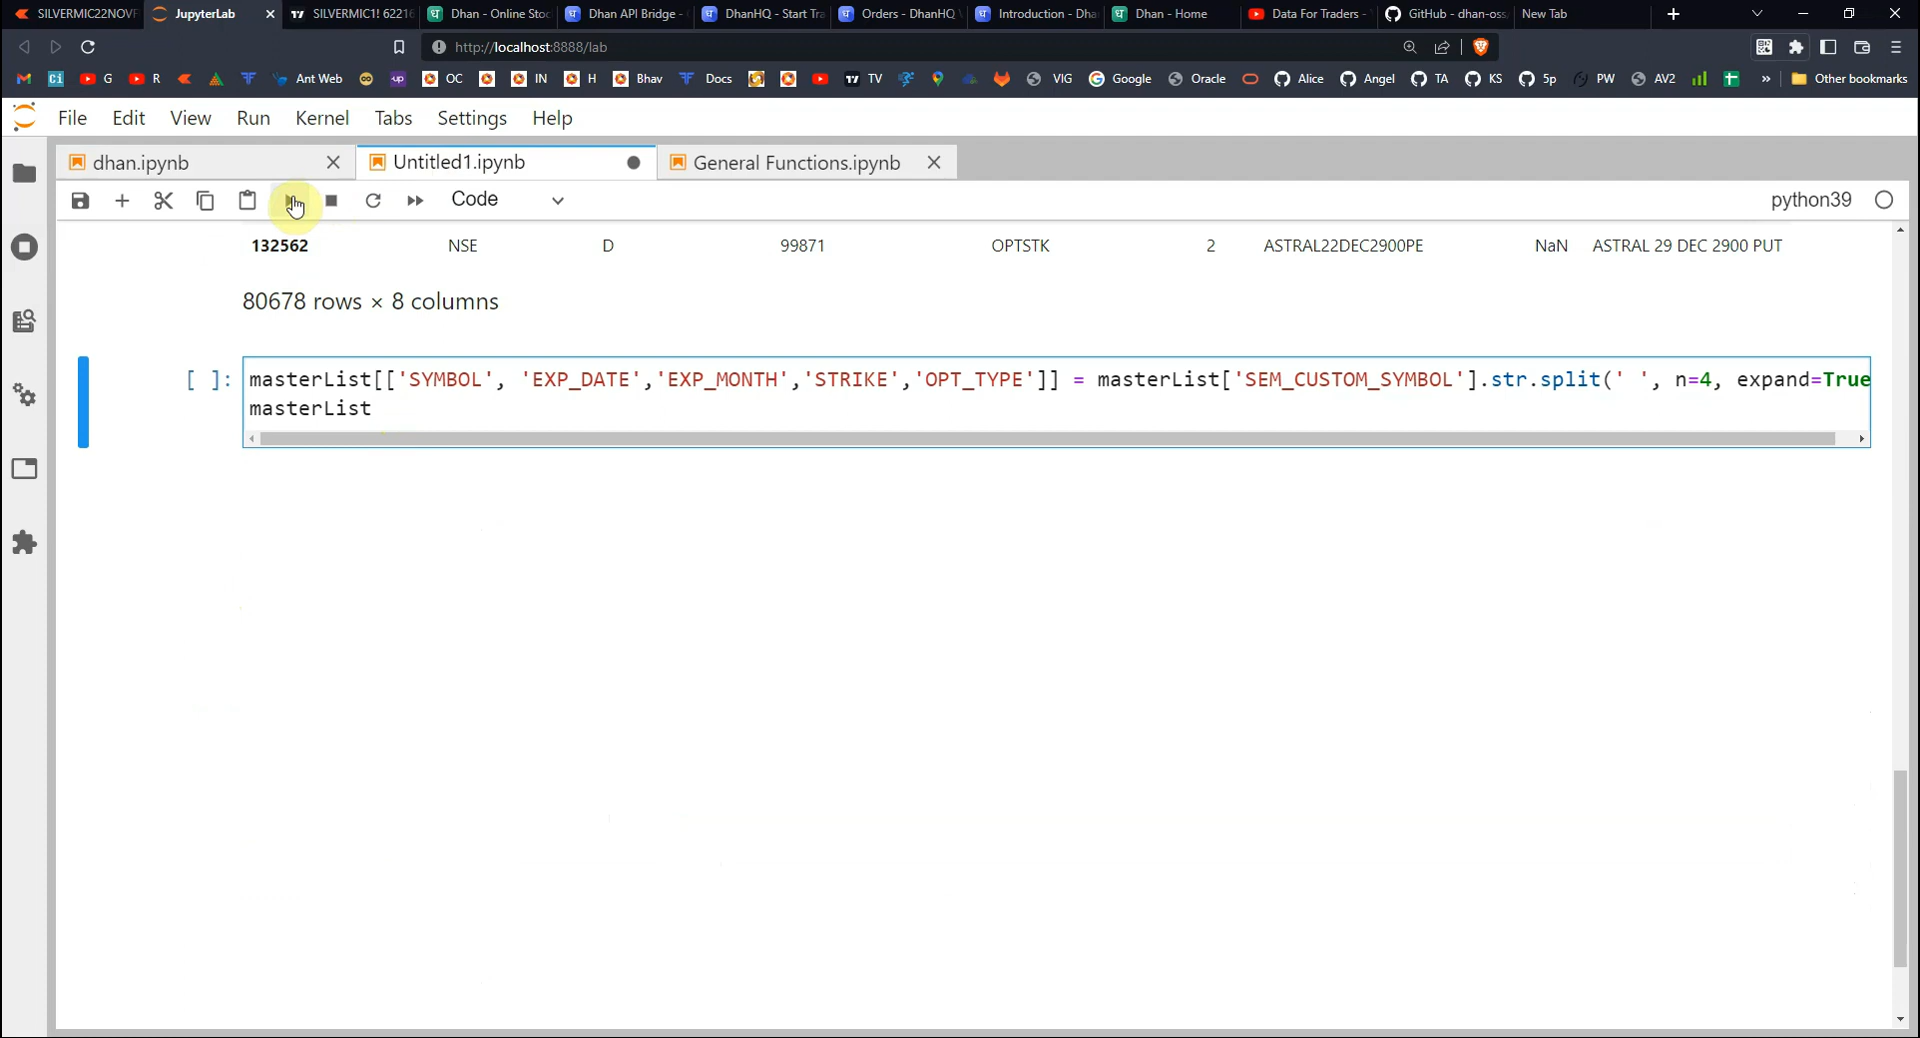 SILVERMIC22NOVF
JupyterLab
SILVERMIC1! 62216
Dhan - Online Stoc
Dhan API Bridge -
DhanHQ - Start Tra
Orders - DhanHQ
Introduction - Dha
Dhan - Home
Data For Traders -
GitHub - dhan-oss
New Tab
http://localhost:8888/lab
G
R
Ant Web
up
OC
IN
H
Bhav
Docs
TV
VIG
Google
Oracle
Alice
Angel
TA
KS
5p
PW
AV2
»
Other bookmarks
File Edit View Run Kernel Tabs Settings Help
dhan.ipynb
Untitled1.ipynb
General Functions.ipynb
Code
python39
132562 NSE D 99871 OPTSTK 2 ASTRAL22DEC2900PE NaN ASTRAL 29 DEC 2900 PUT
80678 rows × 8 columns
[ ]: masterList[['SYMBOL', 'EXP_DATE','EXP_MONTH','STRIKE','OPT_TYPE']] = masterList['SEM_CUSTOM_SYMBOL'].str.split(' ', n=4, expand=True
masterList